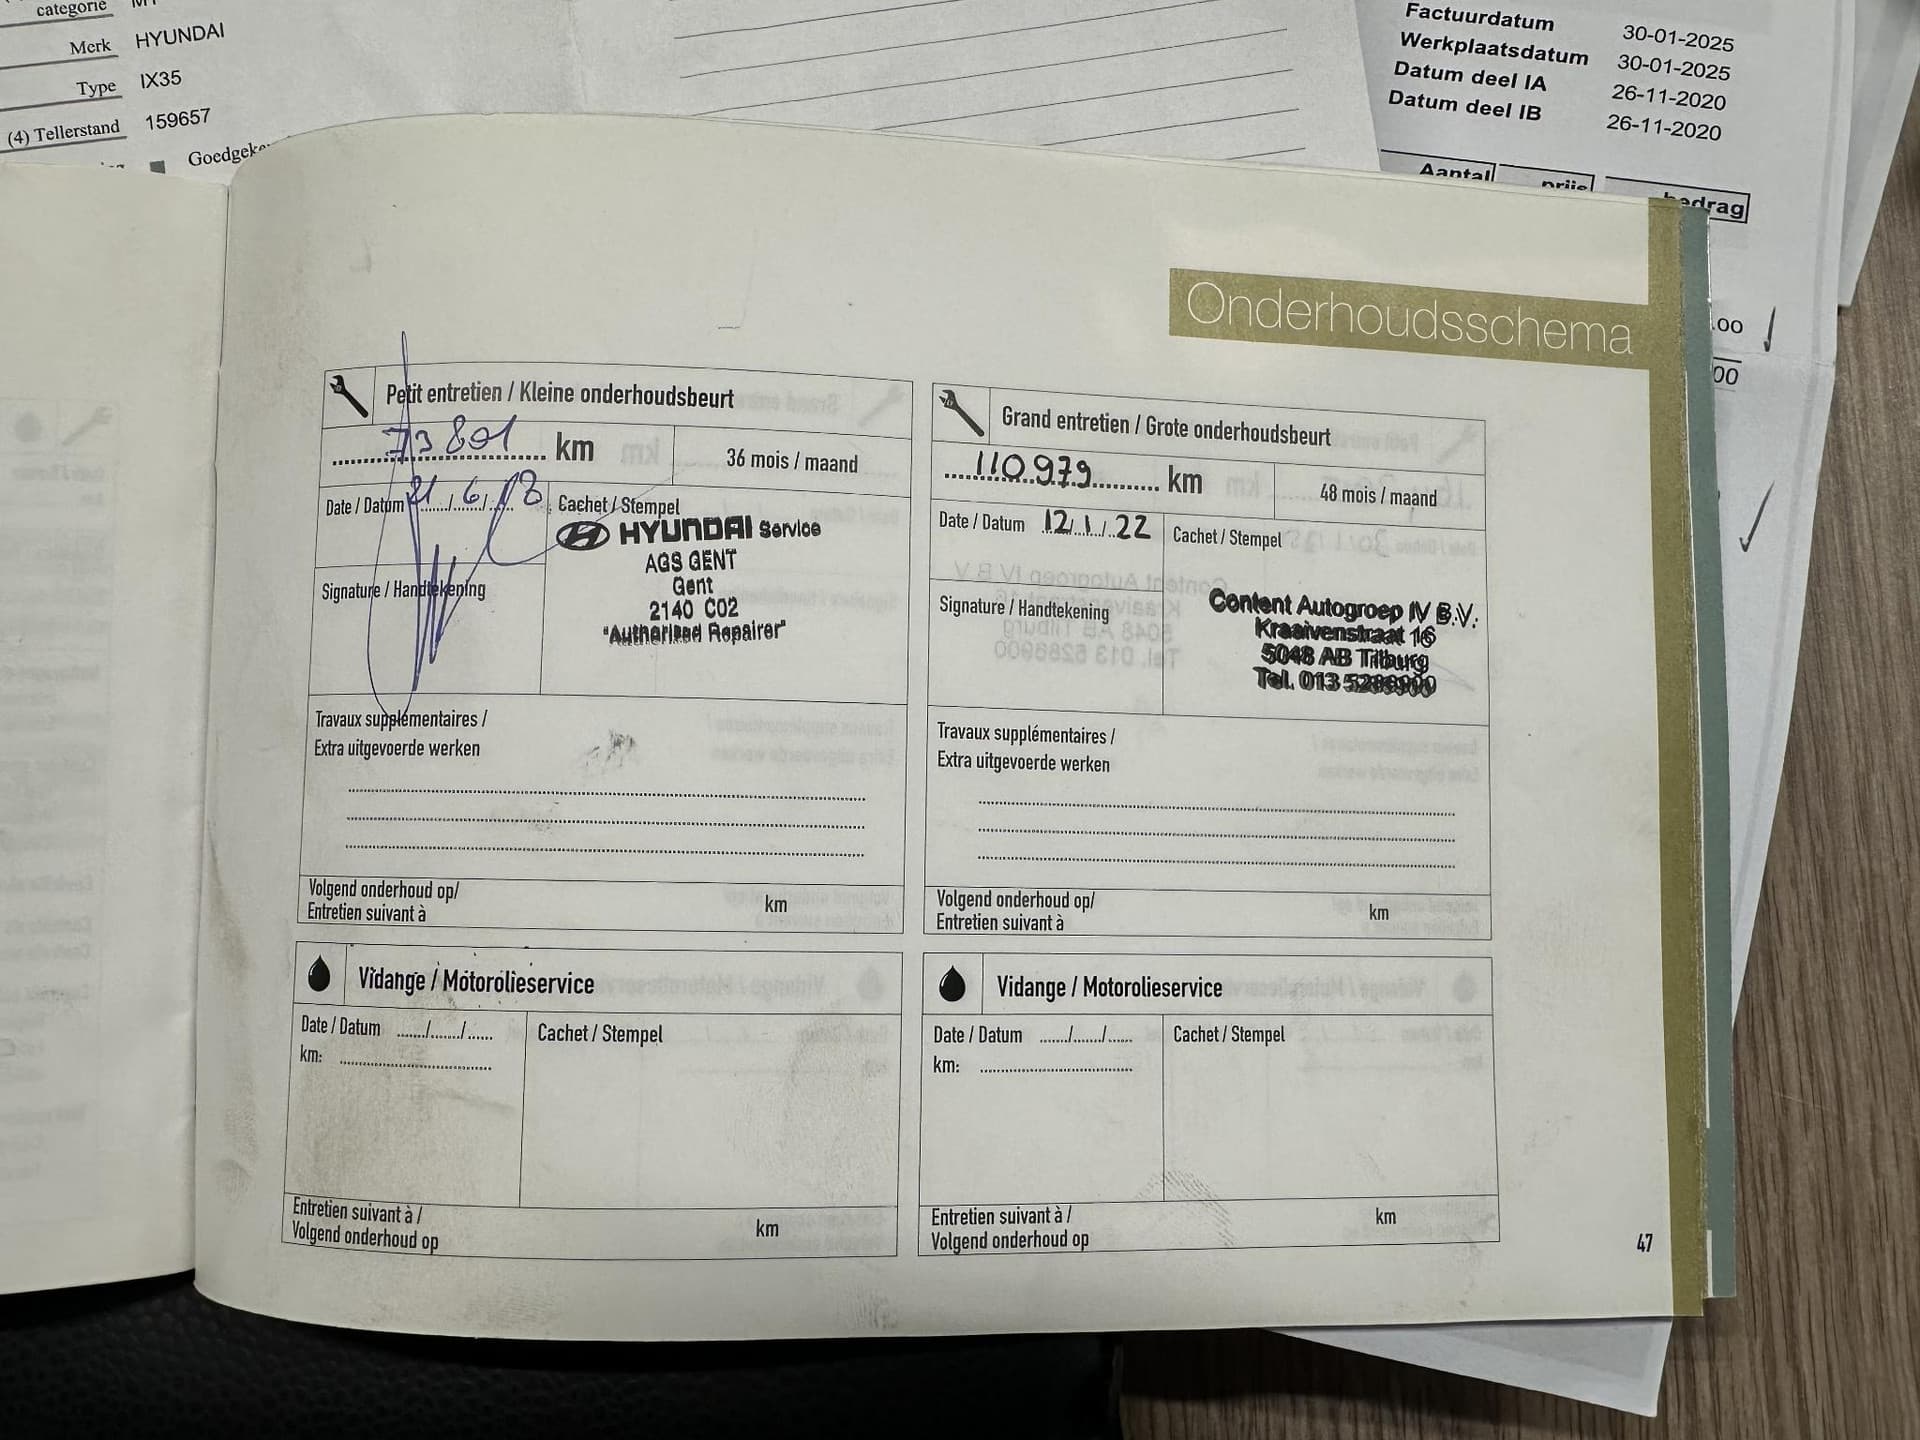 categorie
Merk HYUNDAI
Type IX35
(4) Tellerstand 159657
Factuurdatum 30-01-2025
Werkplaatsdatum 30-01-2025
Datum deel IA 26-11-2020
Datum deel IB 26-11-2020
Aantal prijs bedrag
Onderhoudsschema
.00
00
Petit entretien / Kleine onderhoudsbeurt
73801 km
36 mois / maand
Date / Datum 21/6/18
Cachet / Stempel
HYUNDAI Service
AGS GENT
Gent
2140 C02
"Authorised Repairer"
Signature / Handtekening
Travaux supplémentaires /
Extra uitgevoerde werken
Volgend onderhoud op/
Entretien suivant à km
Grand entretien / Grote onderhoudsbeurt
110979 km
48 mois / maand
Date / Datum 12/1/22
Cachet / Stempel
Content Autogroep IV B.V.
Kraaivenstraat 16
5048 AB Tilburg
Tel. 013 5286900
Signature / Handtekening
Travaux supplémentaires /
Extra uitgevoerde werken
Volgend onderhoud op/
Entretien suivant à km
Vidange / Motorolieservice
Date / Datum ....../....../......
km:
Cachet / Stempel
Entretien suivant à /
Volgend onderhoud op km
Vidange / Motorolieservice
Date / Datum ....../....../......
km:
Cachet / Stempel
Entretien suivant à /
Volgend onderhoud op km
47